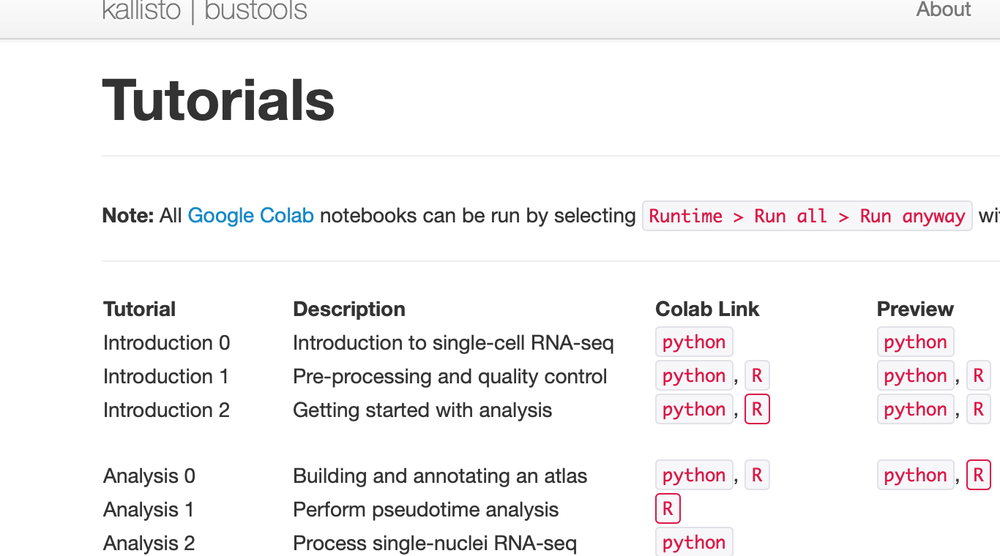 kallisto | bustools About
Tutorials
Note: All Google Colab notebooks can be run by selecting Runtime > Run all > Run anyway
Tutorial Description Colab Link Preview
Introduction 0 Introduction to single-cell RNA-seq python python
Introduction 1 Pre-processing and quality control python, R python, R
Introduction 2 Getting started with analysis python, R python, R
Analysis 0 Building and annotating an atlas python, R python, R
Analysis 1 Perform pseudotime analysis R
Analysis 2 Process single-nuclei RNA-seq python